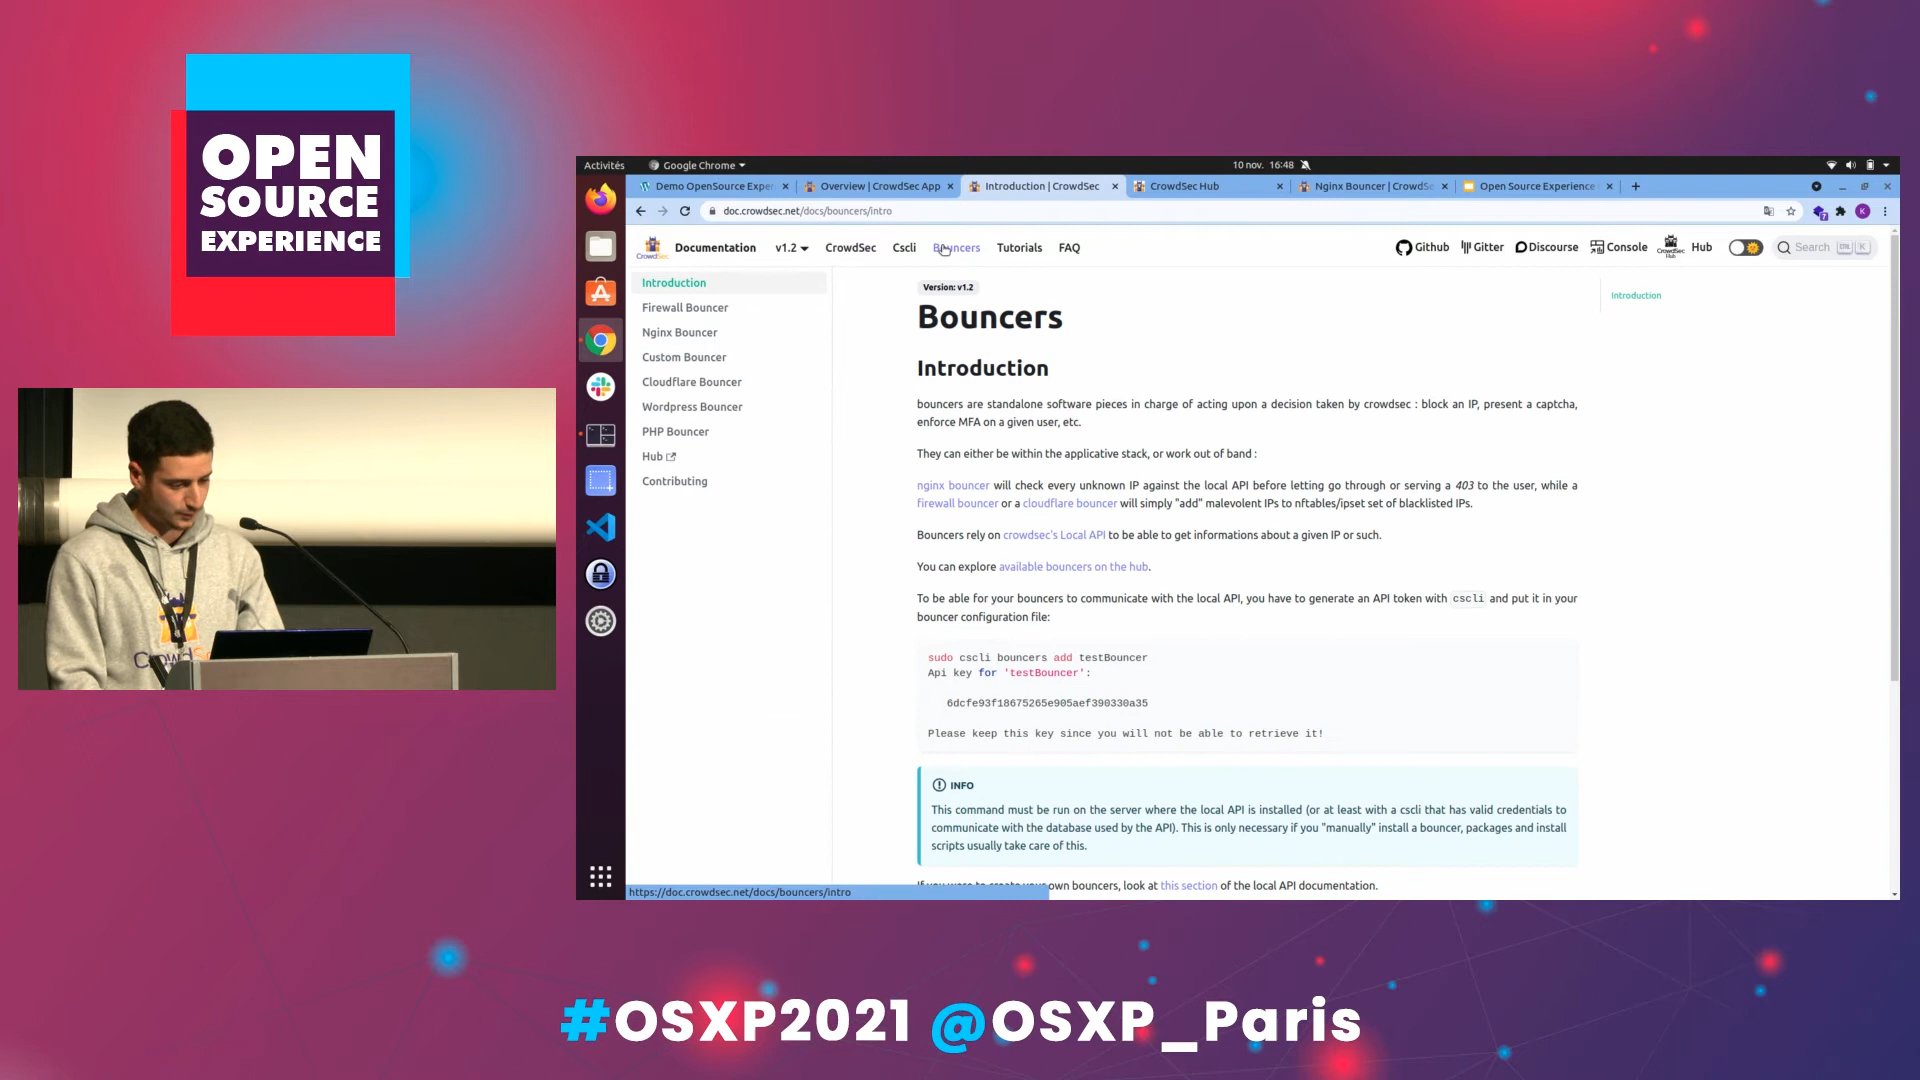 OPEN
SOURCE
EXPERIENCE
Activités
Google Chrome
10 nov. 16:48
Demo OpenSource Exper
Overview | CrowdSec App
Introduction | CrowdSec
CrowdSec Hub
Nginx Bouncer | CrowdSe
Open Source Experience
doc.crowdsec.net/docs/bouncers/intro
K
CrowdSec
Documentation
v1.2
CrowdSec
Cscli
Bouncers
Tutorials
FAQ
Github
Gitter
Discourse
Console
Hub
Search
Introduction
Firewall Bouncer
Nginx Bouncer
Custom Bouncer
Cloudflare Bouncer
Wordpress Bouncer
PHP Bouncer
Hub
Contributing
Version: v1.2
Bouncers
Introduction
bouncers are standalone software pieces in charge of acting upon a decision taken by crowdsec : block an IP, present a captcha,
enforce MFA on a given user, etc.
They can either be within the applicative stack, or work out of band :
nginx bouncer will check every unknown IP against the local API before letting go through or serving a 403 to the user, while a
firewall bouncer or a cloudflare bouncer will simply "add" malevolent IPs to nftables/ipset set of blacklisted IPs.
Bouncers rely on crowdsec's Local API to be able to get informations about a given IP or such.
You can explore available bouncers on the hub.
To be able for your bouncers to communicate with the local API, you have to generate an API token with cscli and put it in your
bouncer configuration file:
sudo cscli bouncers add testBouncer
Api key for 'testBouncer':
6dcfe93f18675265e905aef390330a35
Please keep this key since you will not be able to retrieve it!
INFO
This command must be run on the server where the local API is installed (or at least with a cscli that has valid credentials to
communicate with the database used by the API). This is only necessary if you "manually" install a bouncer, packages and install
scripts usually take care of this.
If you want to create your own bouncers, look at this section of the local API documentation.
Introduction
https://doc.crowdsec.net/docs/bouncers/intro
#OSXP2021 @OSXP_Paris